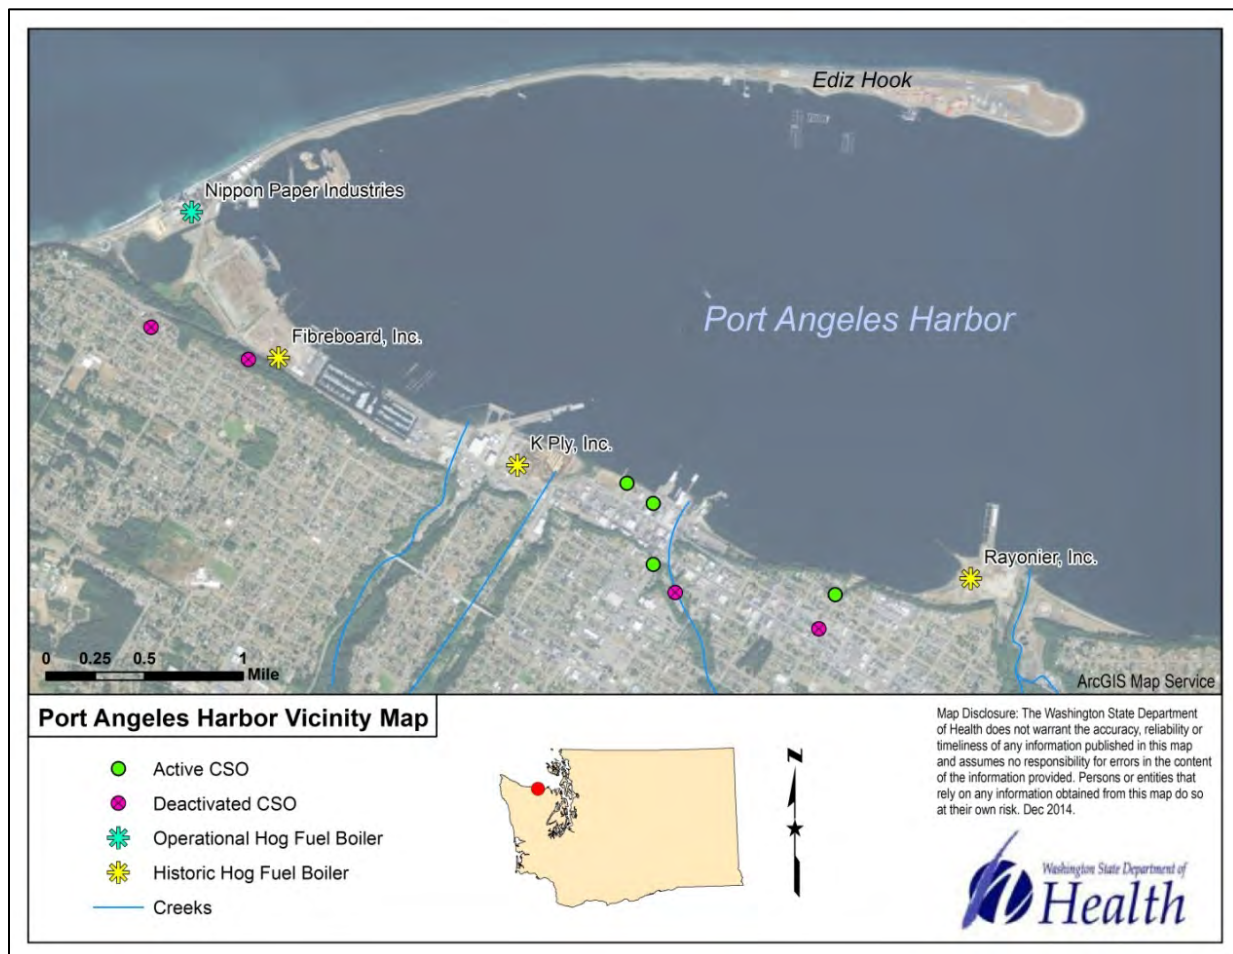 Ediz Hook
Nippon Paper Industries
Port Angeles Harbor
Fibreboard, Inc.
K Ply, Inc.
Rayonier, Inc.
0 0.25 0.5 1
Mile
ArcGIS Map Service
Port Angeles Harbor Vicinity Map
Active CSO
Deactivated CSO
Operational Hog Fuel Boiler
Historic Hog Fuel Boiler
Creeks
N
Map Disclosure: The Washington State Department
of Health does not warrant the accuracy, reliability or
timeliness of any information published in this map
and assumes no responsibility for errors in the content
of the information provided. Persons or entities that
rely on any information obtained from this map do so
at their own risk. Dec 2014.
Washington State Department of
Health